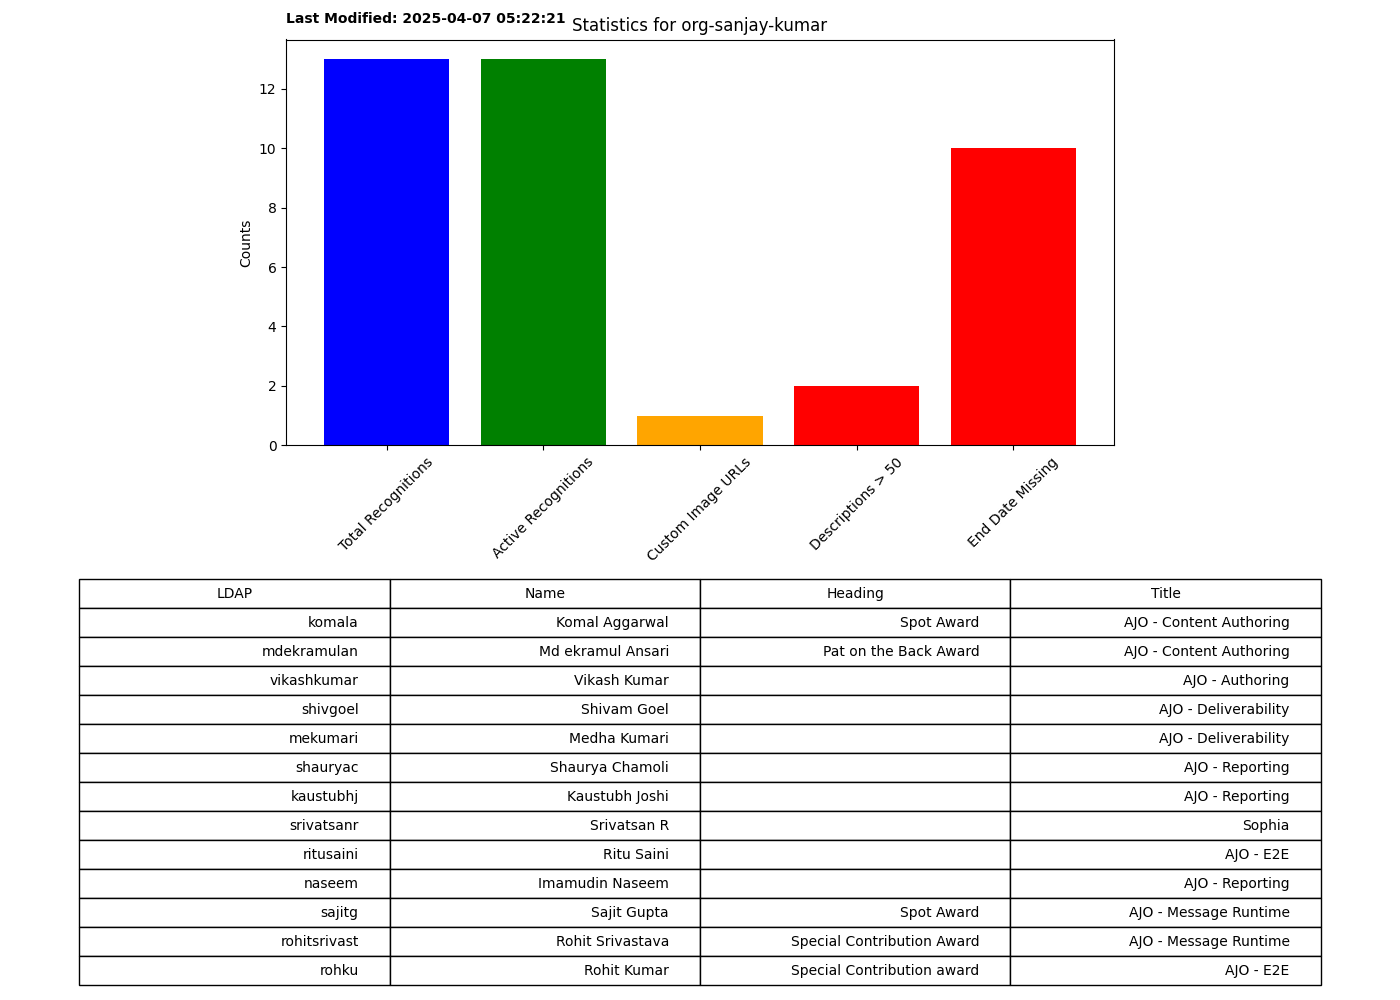 Last Modified: 2025-04-07 05:22:21
Statistics for org-sanjay-kumar
Counts
12
10
8
6
4
2
0
Total Recognitions
Active Recognitions
Custom Image URLs
Descriptions > 50
End Date Missing
LDAP Name Heading Title
komala Komal Aggarwal Spot Award AJO - Content Authoring
mdekramulan Md ekramul Ansari Pat on the Back Award AJO - Content Authoring
vikashkumar Vikash Kumar AJO - Authoring
shivgoel Shivam Goel AJO - Deliverability
mekumari Medha Kumari AJO - Deliverability
shauryac Shaurya Chamoli AJO - Reporting
kaustubhj Kaustubh Joshi AJO - Reporting
srivatsanr Srivatsan R Sophia
ritusaini Ritu Saini AJO - E2E
naseem Imamudin Naseem AJO - Reporting
sajitg Sajit Gupta Spot Award AJO - Message Runtime
rohitsrivast Rohit Srivastava Special Contribution Award AJO - Message Runtime
rohku Rohit Kumar Special Contribution award AJO - E2E